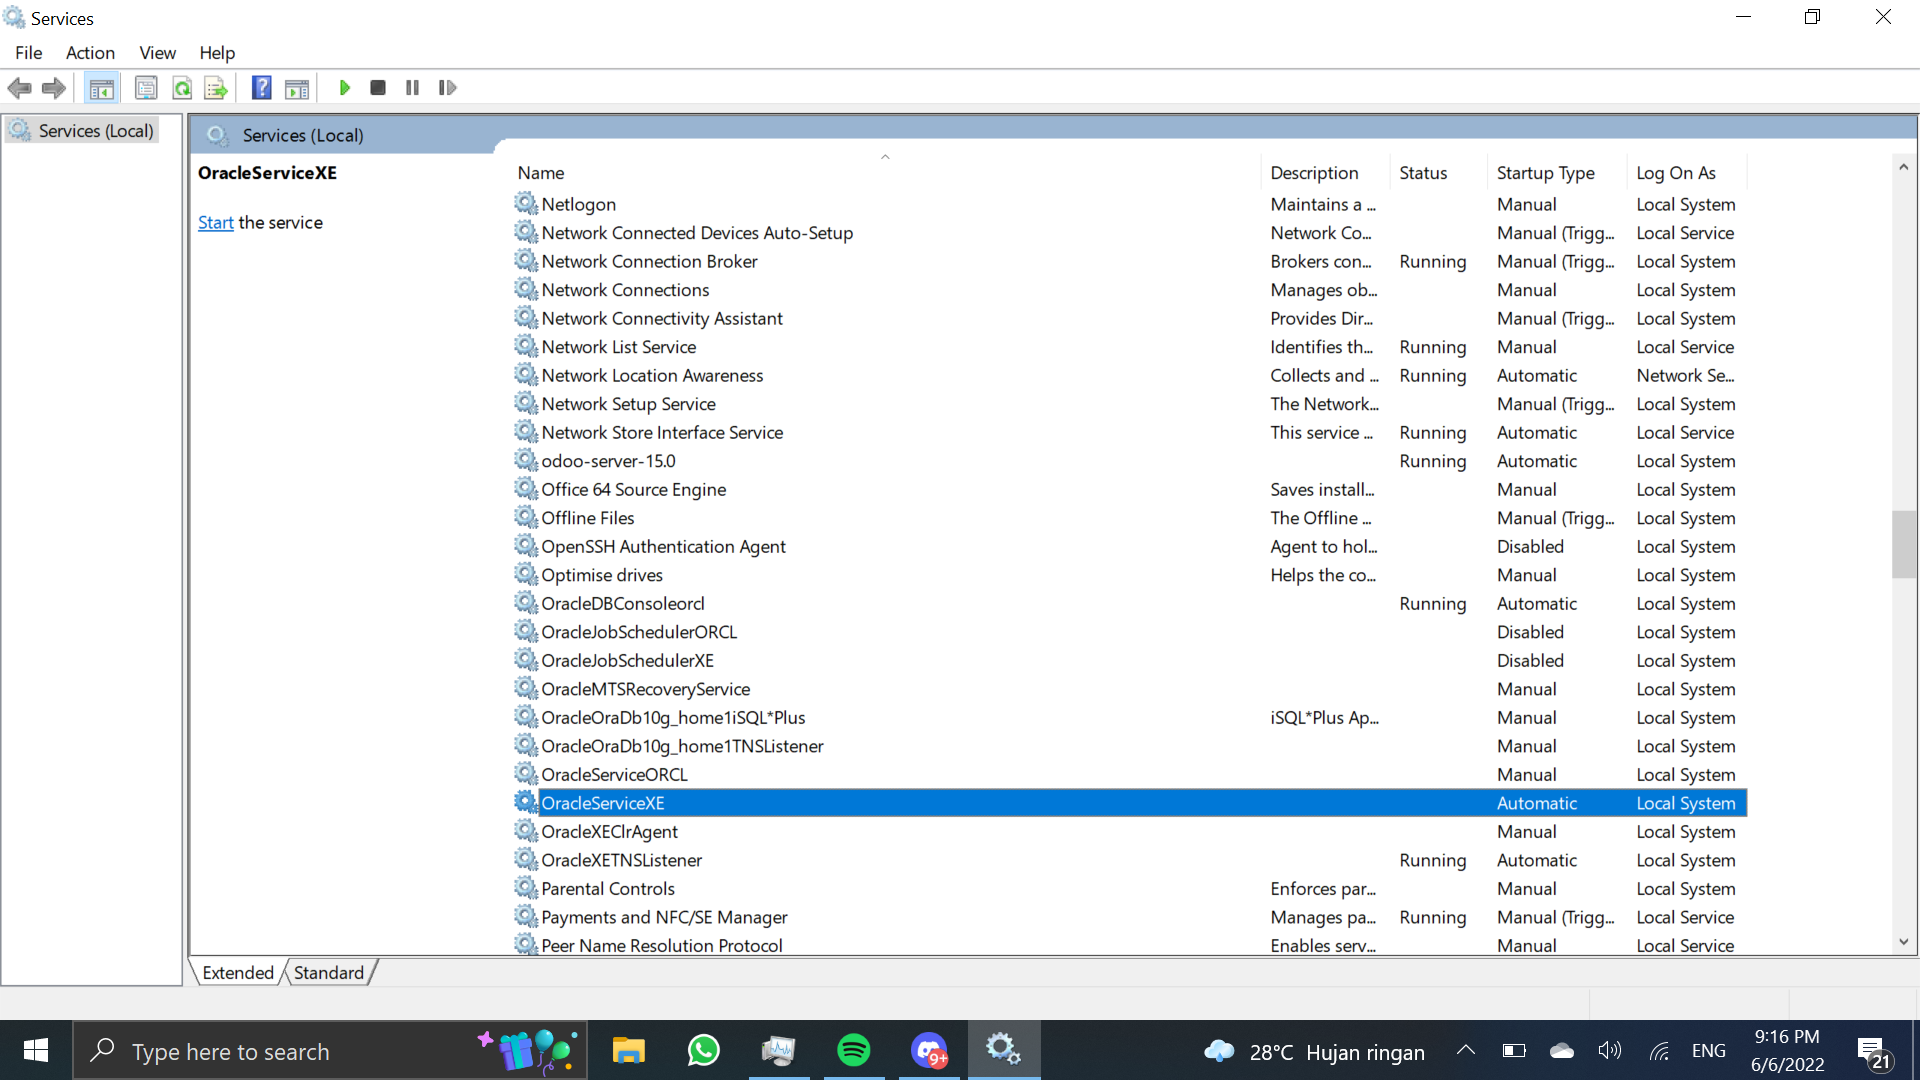 Services
File Action View Help
Services (Local)
Services (Local)
OracleServiceXE
Start the service
Name Description Status Startup Type Log On As
Netlogon Maintains a ... Manual Local System
Network Connected Devices Auto-Setup Network Co... Manual (Trigg... Local Service
Network Connection Broker Brokers con... Running Manual (Trigg... Local System
Network Connections Manages ob... Manual Local System
Network Connectivity Assistant Provides Dir... Manual (Trigg... Local System
Network List Service Identifies th... Running Manual Local Service
Network Location Awareness Collects and ... Running Automatic Network Se...
Network Setup Service The Network... Manual (Trigg... Local System
Network Store Interface Service This service ... Running Automatic Local Service
odoo-server-15.0 Running Automatic Local System
Office 64 Source Engine Saves install... Manual Local System
Offline Files The Offline ... Manual (Trigg... Local System
OpenSSH Authentication Agent Agent to hol... Disabled Local System
Optimise drives Helps the co... Manual Local System
OracleDBConsoleorcl Running Automatic Local System
OracleJobSchedulerORCL Disabled Local System
OracleJobSchedulerXE Disabled Local System
OracleMTSRecoveryService Manual Local System
OracleOraDb10g_home1iSQL*Plus iSQL*Plus Ap... Manual Local System
OracleOraDb10g_home1TNSListener Manual Local System
OracleServiceORCL Manual Local System
OracleServiceXE Automatic Local System
OracleXEClrAgent Manual Local System
OracleXETNSListener Running Automatic Local System
Parental Controls Enforces par... Manual Local System
Payments and NFC/SE Manager Manages pa... Running Manual (Trigg... Local Service
Peer Name Resolution Protocol Enables serv... Manual Local Service
Extended Standard
Type here to search 9+ 28°C Hujan ringan ENG 9:16 PM
6/6/2022 21